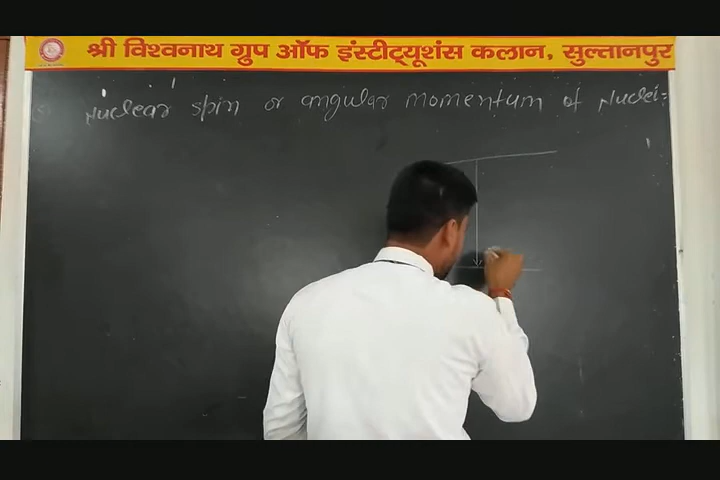 श्री विश्वनाथ ग्रुप ऑफ इंस्टीट्यूशंस कलान, सुल्तानपुर
Nuclear spin or angular momentum of Nuclei: